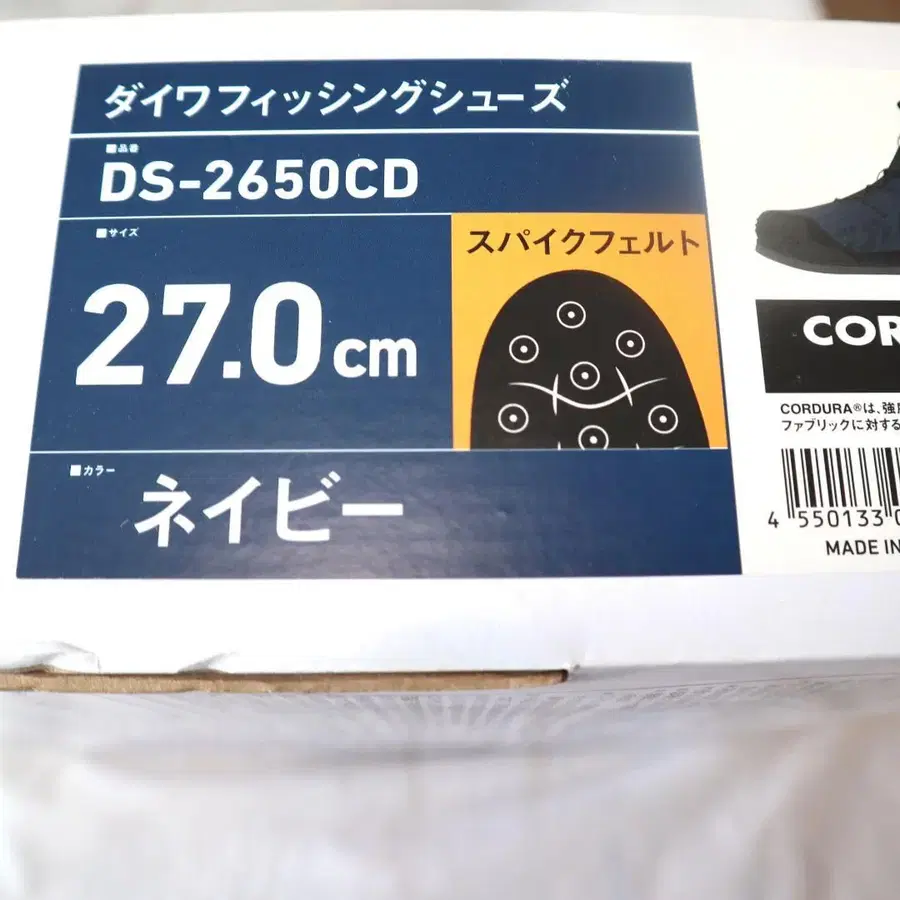 ダイワフィッシングシューズ
■品番
DS-2650CD
■サイズ
27.0cm
スパイクフェルト
■カラー
ネイビー
COR
CORDURA®は、強
ファブリックに対する
4 550133
MADE IN